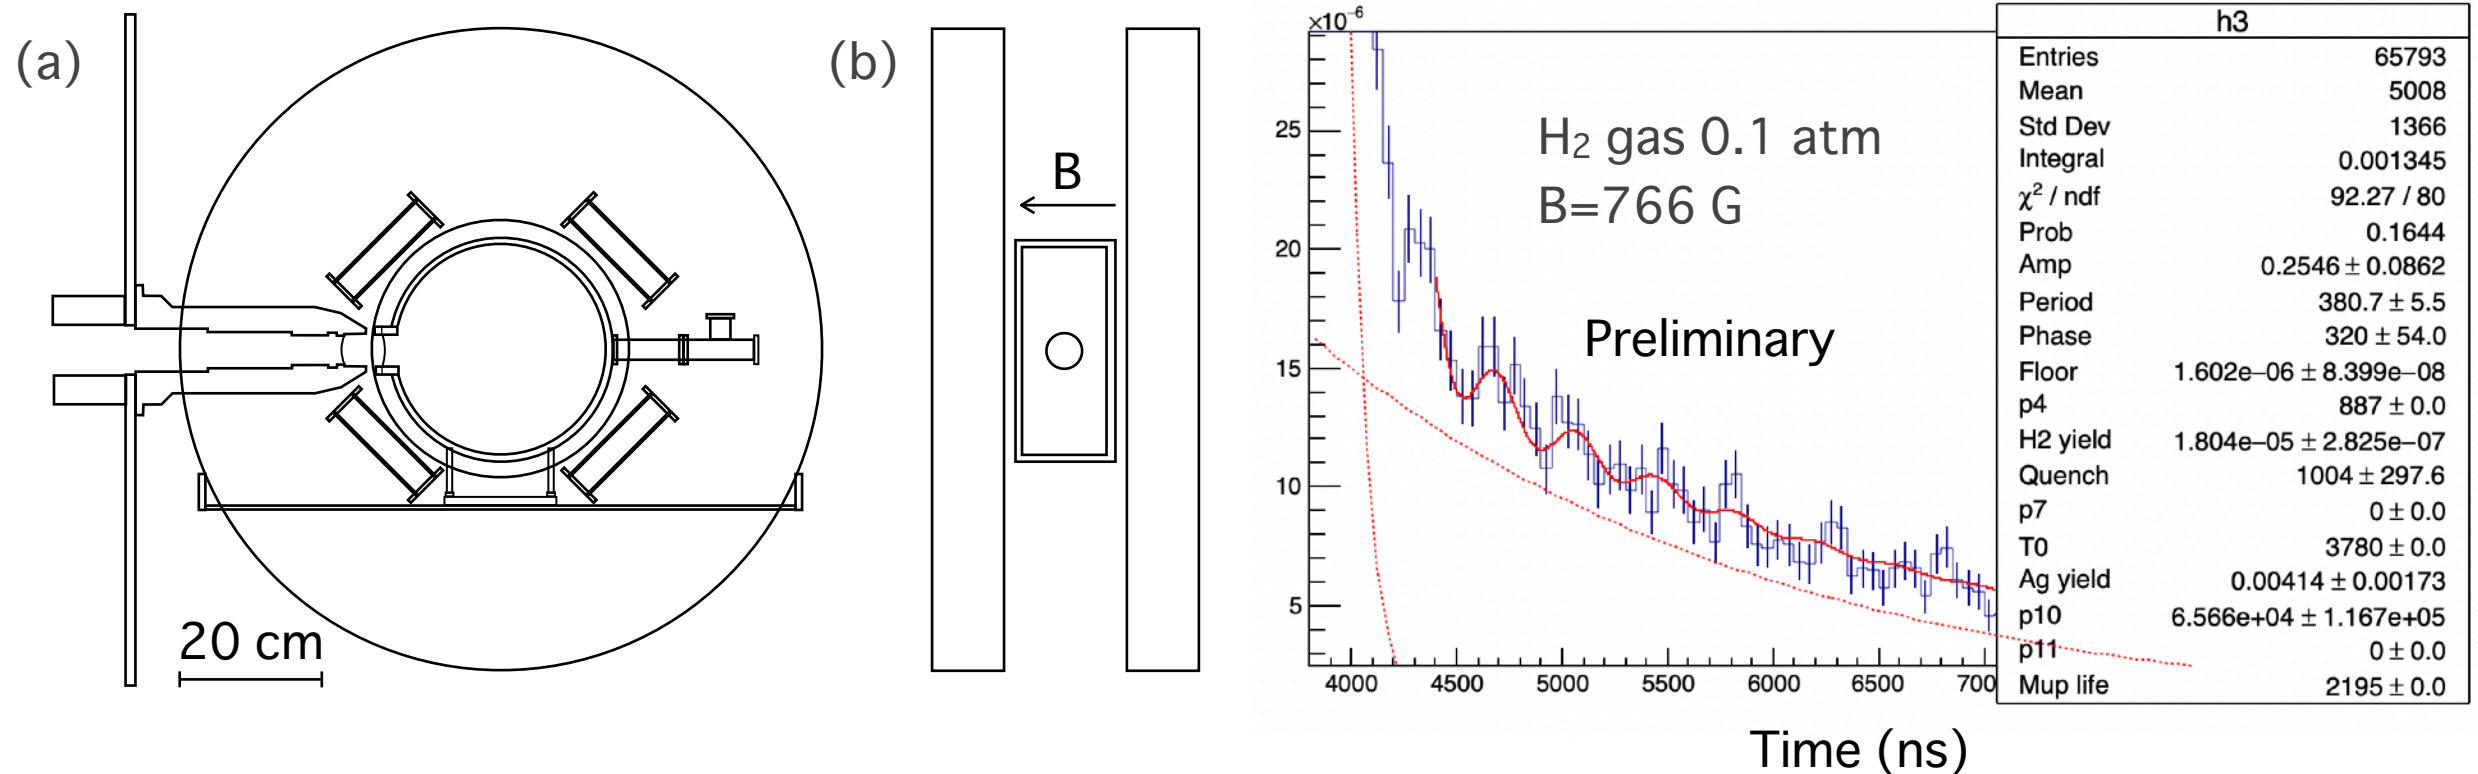 (a)
20 cm
(b)
B
×10⁻⁶
25
20
15
10
5
H₂ gas 0.1 atm
B=766 G
Preliminary
4000 4500 5000 5500 6000 6500 700
Time (ns)
h3
Entries 65793
Mean 5008
Std Dev 1366
Integral 0.001345
χ² / ndf 92.27 / 80
Prob 0.1644
Amp 0.2546 ± 0.0862
Period 380.7 ± 5.5
Phase 320 ± 54.0
Floor 1.602e−06 ± 8.399e−08
p4 887 ± 0.0
H2 yield 1.804e−05 ± 2.825e−07
Quench 1004 ± 297.6
p7 0 ± 0.0
T0 3780 ± 0.0
Ag yield 0.00414 ± 0.00173
p10 6.566e+04 ± 1.167e+05
p11 0 ± 0.0
Mup life 2195 ± 0.0